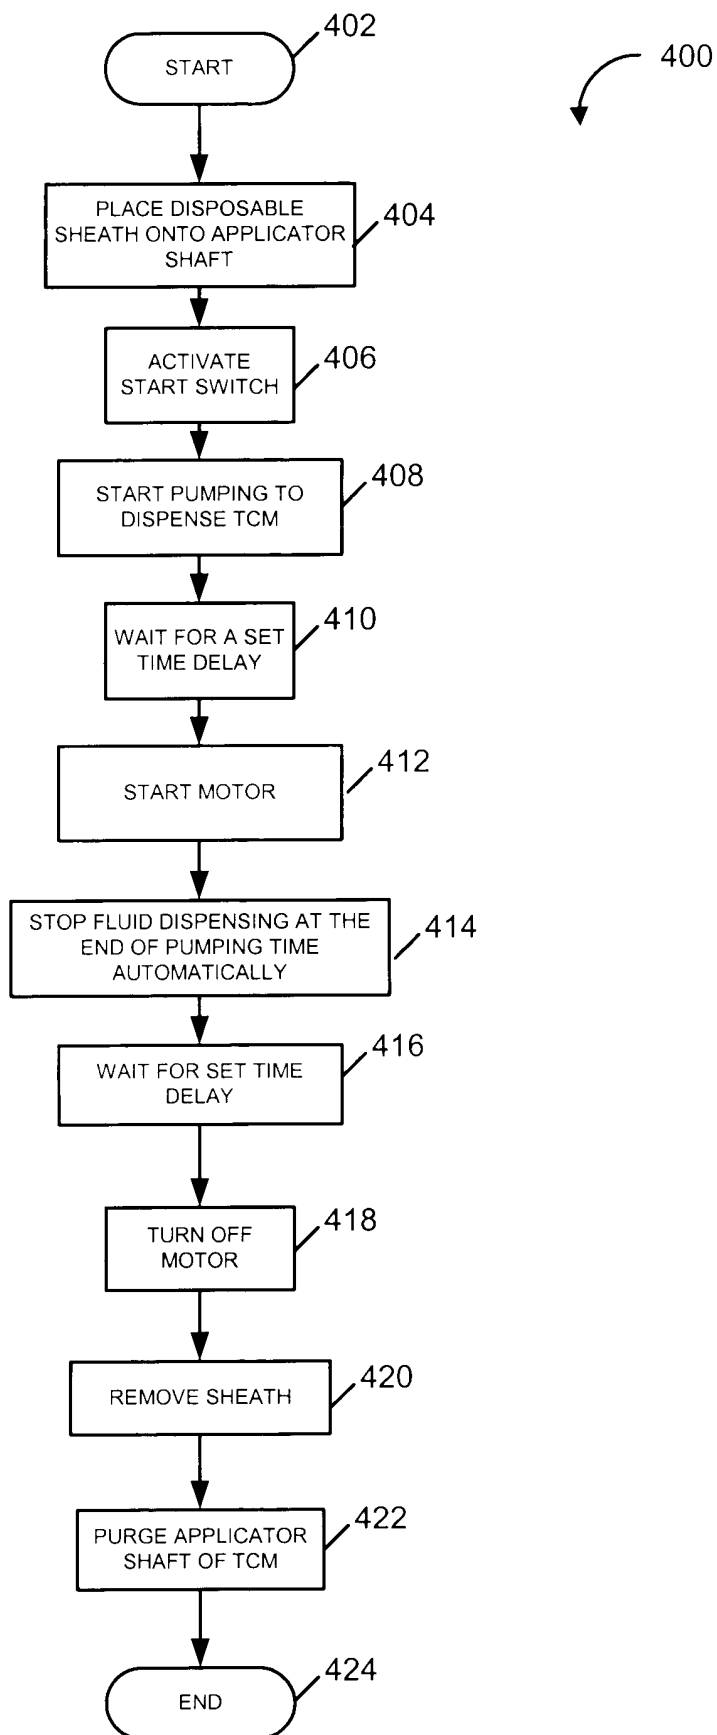 402
START
400
PLACE DISPOSABLE
SHEATH ONTO APPLICATOR
SHAFT
404
ACTIVATE
START SWITCH
406
START PUMPING TO
DISPENSE TCM
408
WAIT FOR A SET
TIME DELAY
410
START MOTOR
412
STOP FLUID DISPENSING AT THE
END OF PUMPING TIME
AUTOMATICALLY
414
WAIT FOR SET TIME
DELAY
416
TURN OFF
MOTOR
418
REMOVE SHEATH
420
PURGE APPLICATOR
SHAFT OF TCM
422
END
424